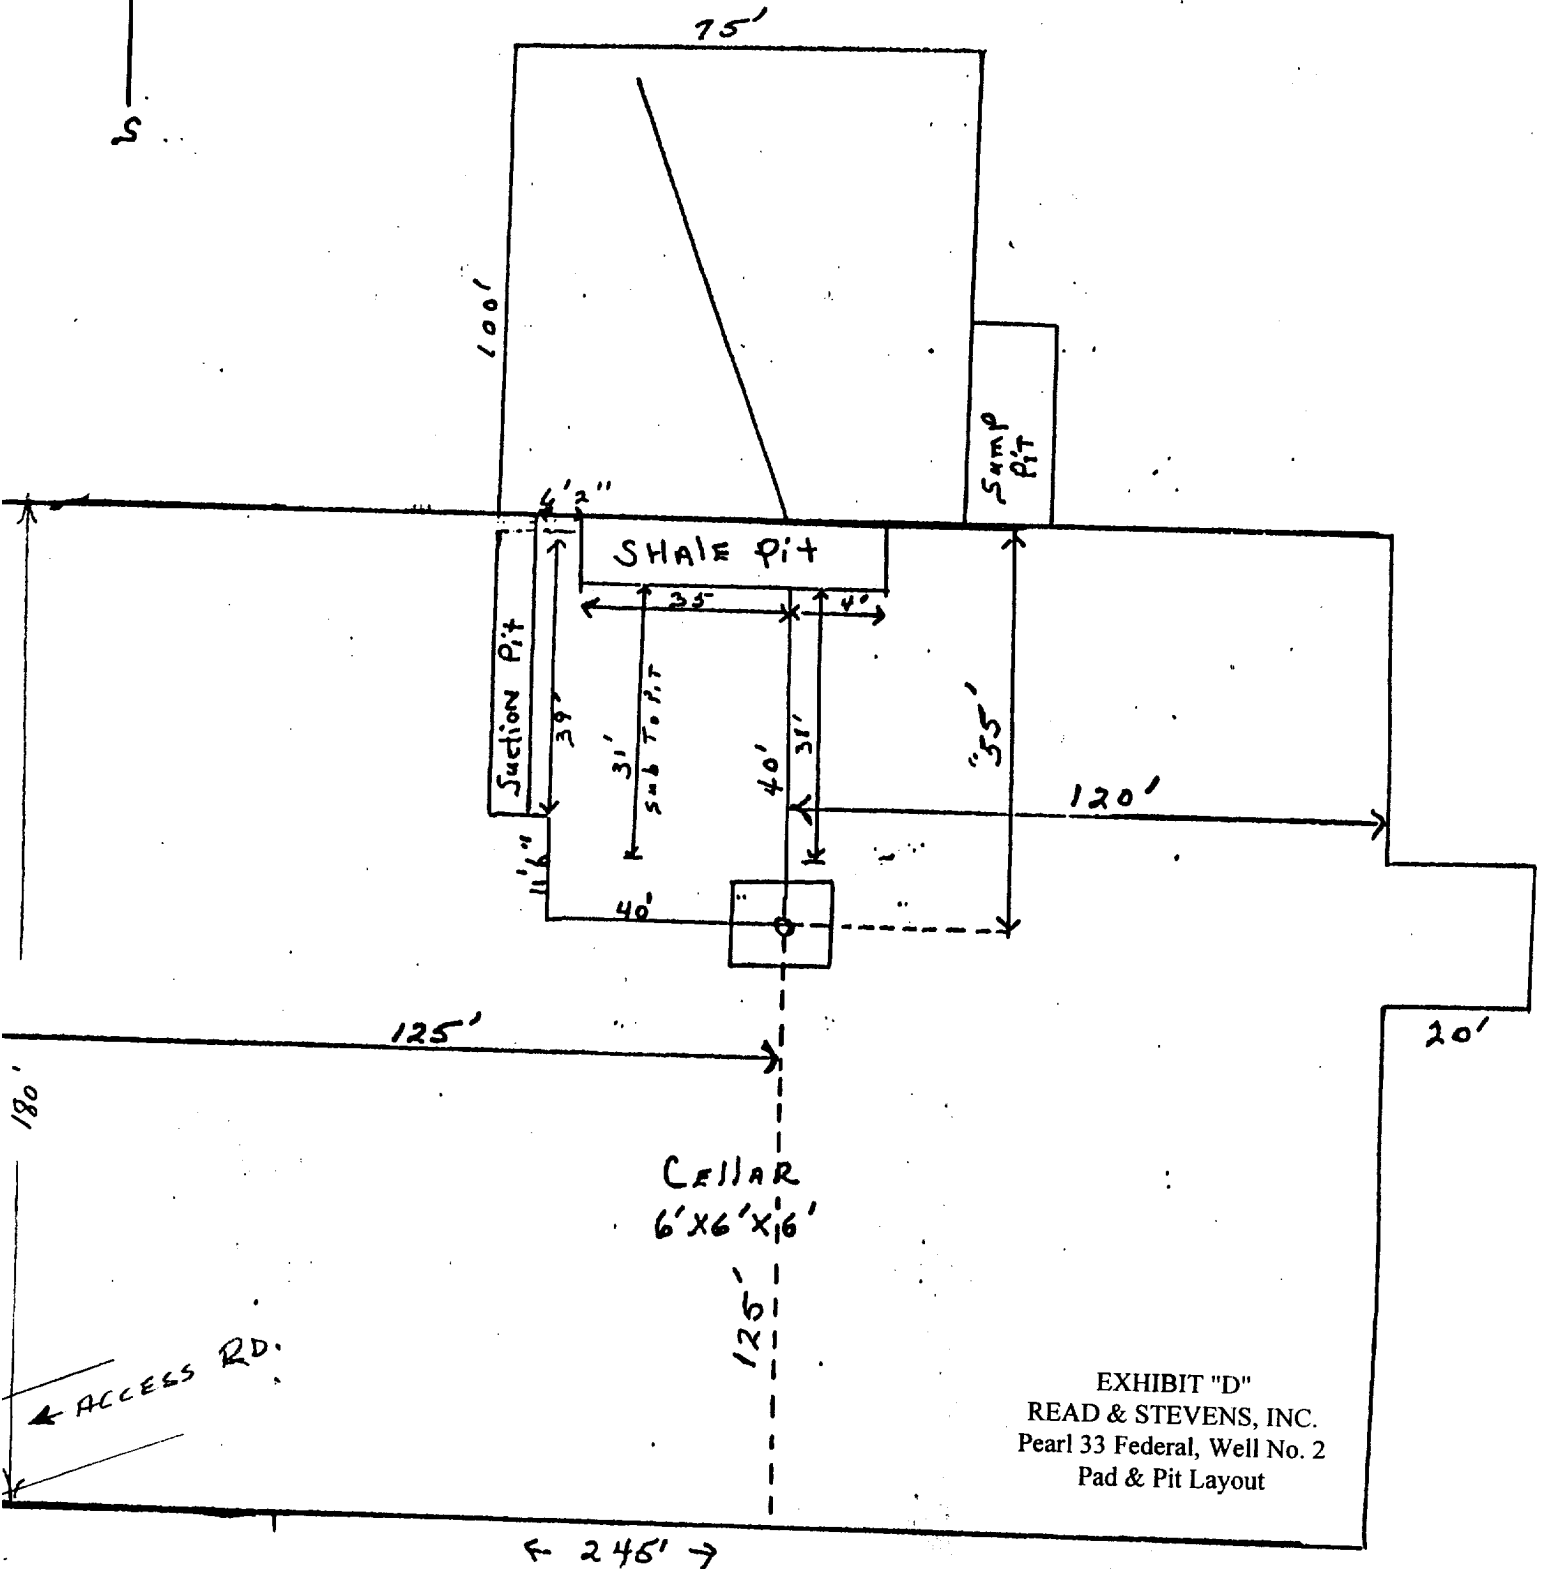 75'
S
100'
Sump
Pit
6'2"
SHAlE Pit
35
4'
Suction Pit
39'
31'
Sub To Pit
40'
31'
55'
120'
11'6"
40'
125'
20'
180'
CEllAR
6'X6'X6'
125'
ACCESS RD.
EXHIBIT "D"
READ & STEVENS, INC.
Pearl 33 Federal, Well No. 2
Pad & Pit Layout
245'